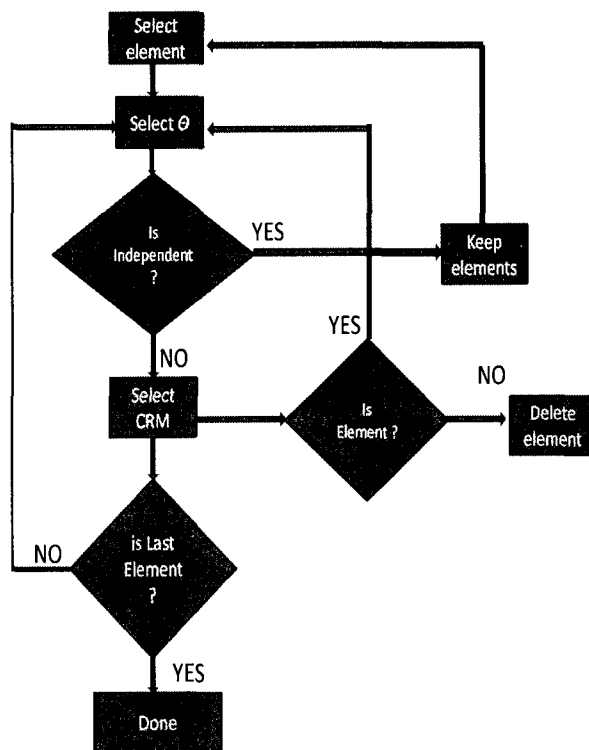 Select
element
Select Θ
Is
Independent
?
YES
Keep
elements
NO
Select
CRM
YES
Is
Element ?
NO
Delete
element
is Last
Element
?
NO
YES
Done